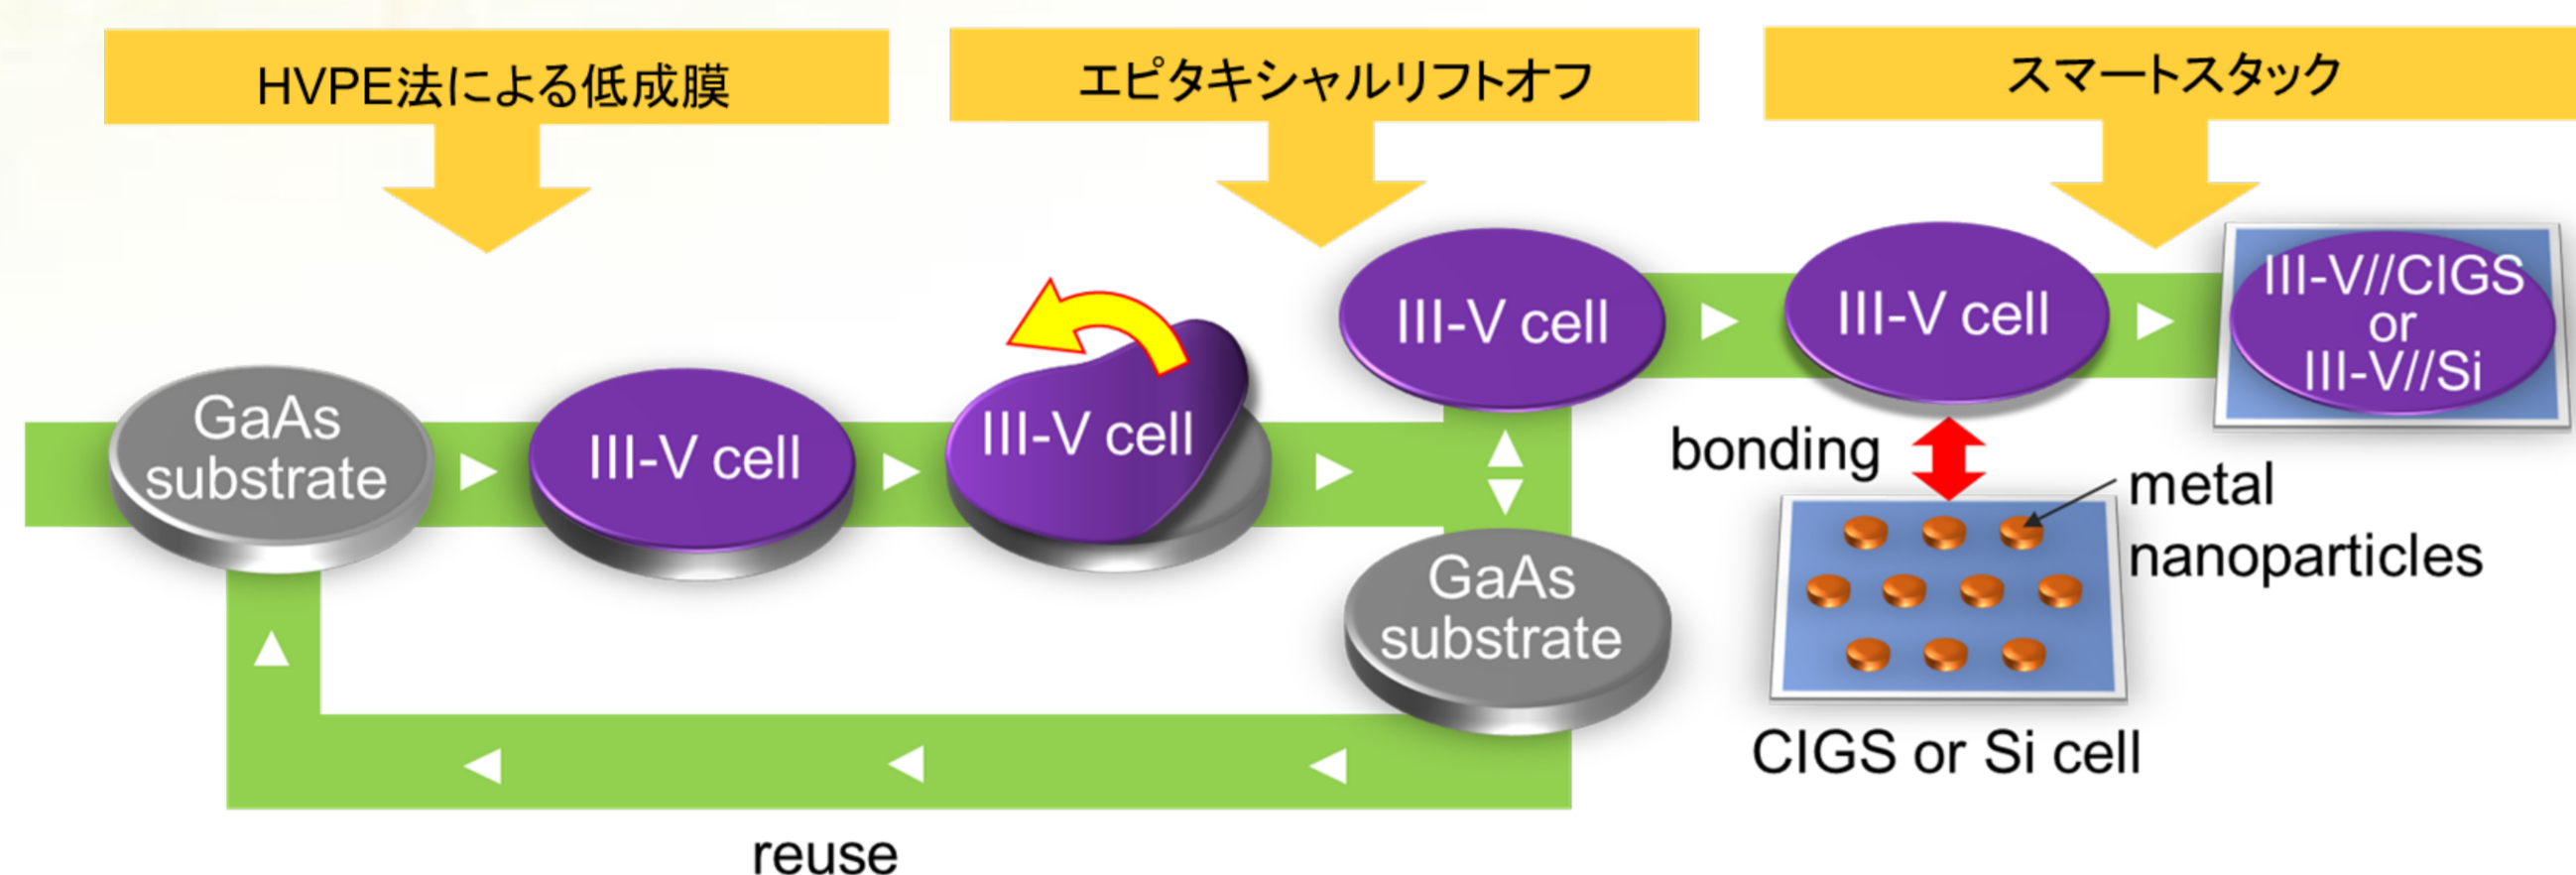 HVPE法による低成膜
エピタキシャルリフトオフ
スマートスタック
GaAs
substrate
III-V cell
III-V cell
III-V cell
GaAs
substrate
III-V cell
bonding
metal
nanoparticles
CIGS or Si cell
III-V//CIGS
or
III-V//Si
reuse